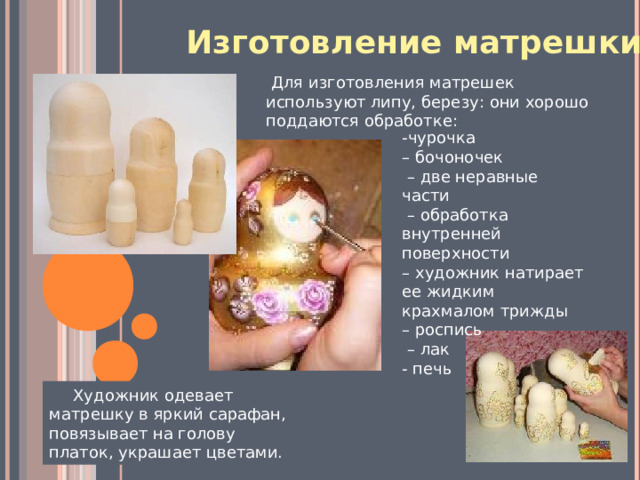 Изготовление матрешки
Для изготовления матрешек
используют липу, березу: они хорошо
поддаются обработке:
-чурочка
– бочоночек
– две неравные
части
– обработка
внутренней
поверхности
– художник натирает
ее жидким
крахмалом трижды
– роспись
– лак
- печь
Художник одевает
матрешку в яркий сарафан,
повязывает на голову
платок, украшает цветами.